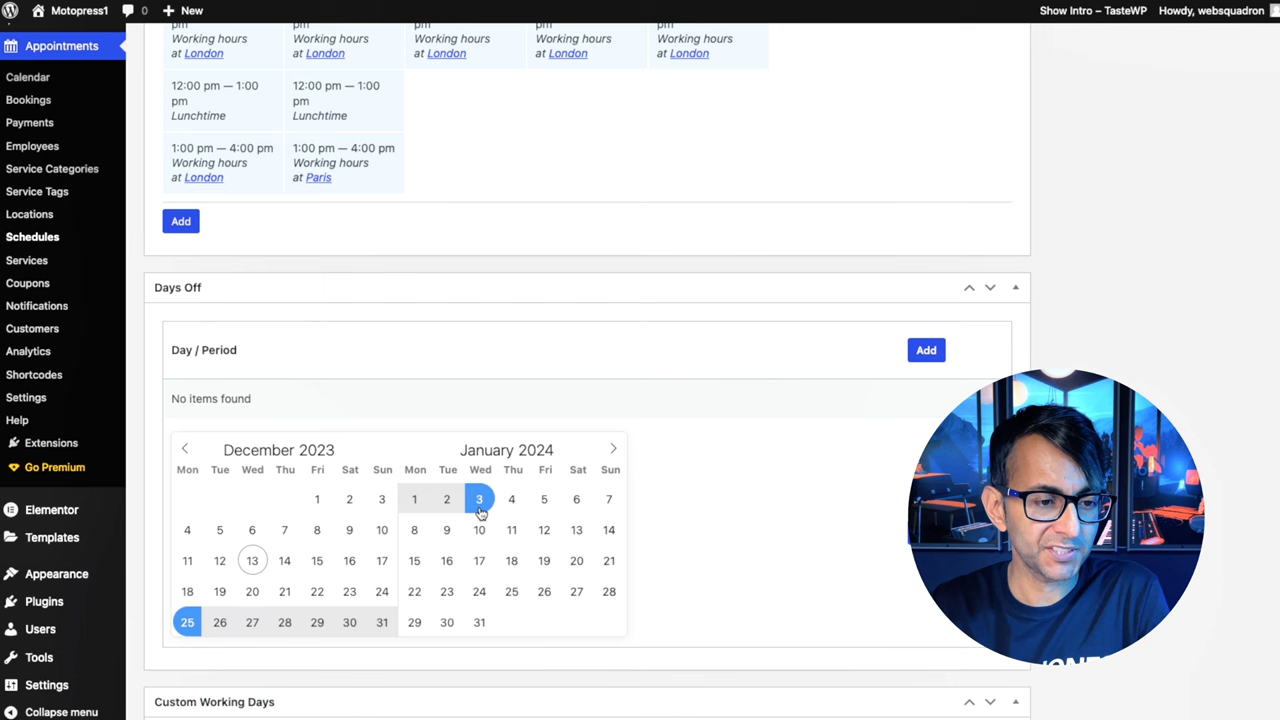 Motopress1
0
New
Show Intro – TasteWP
Howdy, websquadron
Appointments
Calendar
Bookings
Payments
Employees
Service Categories
Service Tags
Locations
Schedules
Services
Coupons
Notifications
Customers
Analytics
Shortcodes
Settings
Help
Extensions
Go Premium
Elementor
Templates
Appearance
Plugins
Users
Tools
Settings
Collapse menu
pm pm pm pm pm
Working hours Working hours Working hours Working hours Working hours
at London at London at London at London at London
12:00 pm — 1:00 12:00 pm — 1:00
pm pm
Lunchtime Lunchtime
1:00 pm — 4:00 pm 1:00 pm — 4:00 pm
Working hours Working hours
at London at Paris
Add
Days Off
Day / Period Add
No items found
December 2023 January 2024
Mon Tue Wed Thu Fri Sat Sun Mon Tue Wed Thu Fri Sat Sun
1 2 3 1 2 3 4 5 6 7
4 5 6 7 8 9 10 8 9 10 11 12 13 14
11 12 13 14 15 16 17 15 16 17 18 19 20 21
18 19 20 21 22 23 24 22 23 24 25 26 27 28
25 26 27 28 29 30 31 29 30 31
Custom Working Days